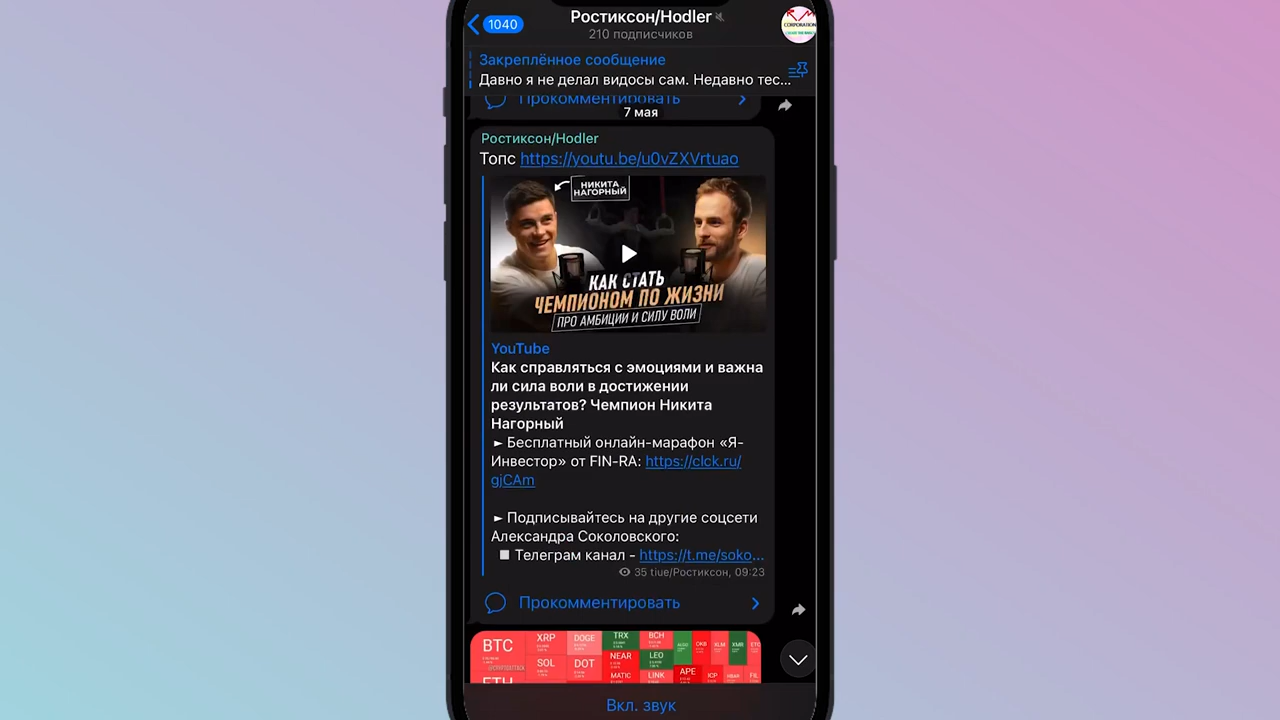 1040
Ростиксон/Hodler
210 подписчиков
CORPORATION
Закреплённое сообщение
Давно я не делал видосы сам. Недавно тес...
Прокомментировать
7 мая
Ростиксон/Hodler
Топс https://youtu.be/u0vZXVrtuao
НИКИТА
НАГОРНЫЙ
КАК СТАТЬ
ЧЕМПИОНОМ ПО ЖИЗНИ
ПРО АМБИЦИИ И СИЛУ ВОЛИ
YouTube
Как справляться с эмоциями и важна
ли сила воли в достижении
результатов? Чемпион Никита
Нагорный
► Бесплатный онлайн-марафон «Я-
Инвестор» от FIN-RA: https://clck.ru/
gjCAm
► Подписывайтесь на другие соцсети
Александра Соколовского:
■ Телеграм канал - https://t.me/soko...
35 tiue/Ростиксон, 09:23
Прокомментировать
BTC XRP DOGE TRX BCH
SOL DOT NEAR LEO
ETH MATIC LINK APE ICP FIL
Вкл. звук